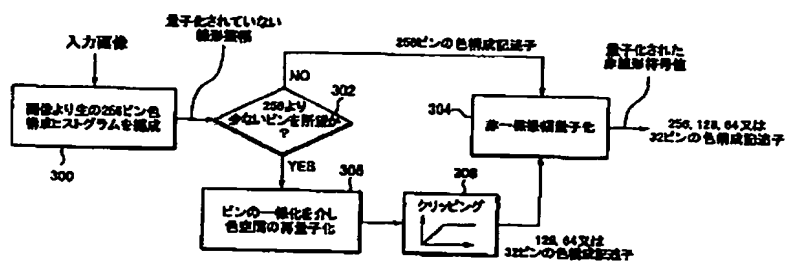 入力画像
量子化されていない
線形振幅
画像より生の256ビン色
構成ヒストグラムを編成
300
256より
少ないビンを所望か
?
302
NO
YES
256ビンの色構成記述子
304
非一様振幅量子化
量子化された
非線形符号値
256, 128, 64又は
32ビンの色構成記述子
ビンの一様化を介し
色空間の再量子化
306
クリッピング
308
128, 64又は
32ビンの色構成記述子